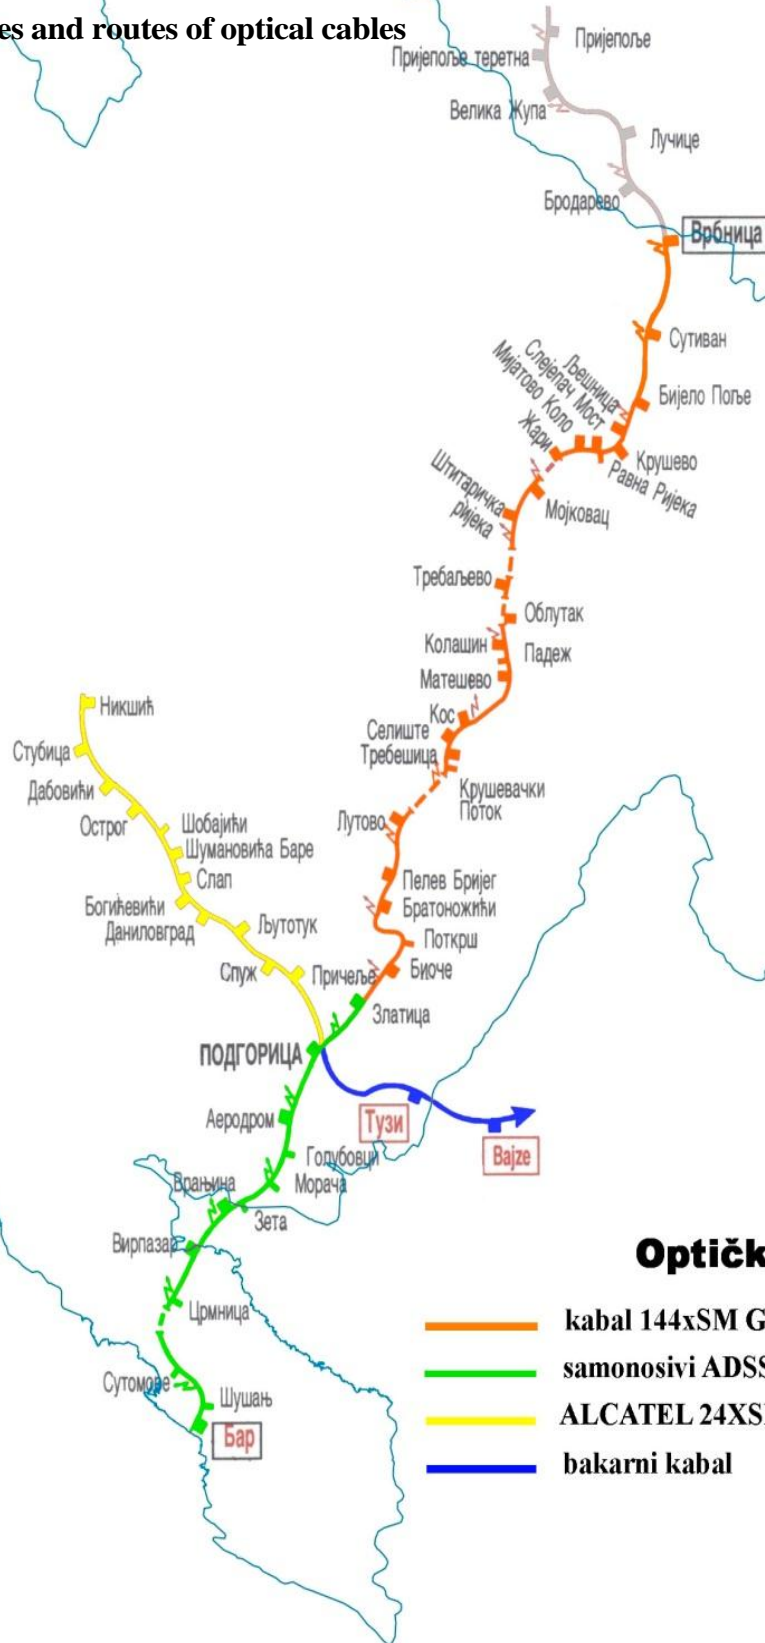 es and routes of optical cables
Пријепоље
Пријепоље теретна
Велика Жупа
Лучице
Бродарево
Врбница
Сутиван
Бијело Поље
Љешница
Слијепач Мост
Мијатово Коло
Жари
Крушево
Равна Ријека
Штитаричка
ријека
Мојковац
Требаљево
Облутак
Колашин
Падеж
Матешево
Кос
Селиште
Требешица
Крушевачки
Поток
Лутово
Пелев Бријег
Братоножићи
Поткрш
Биоче
Златица
Никшић
Стубица
Дабовићи
Острог
Шобајићи
Шумановића Баре
Слап
Богићевићи
Даниловград
Љутотук
Спуж
Причеље
ПОДГОРИЦА
Тузи
Bajze
Аеродром
Голубовци
Морача
Врањина
Зета
Вирпазар
Црмница
Сутоморе
Шушањ
Бар
Optičk
kabal 144xSM G
samonosivi ADSS
ALCATEL 24XS
bakarni kabal